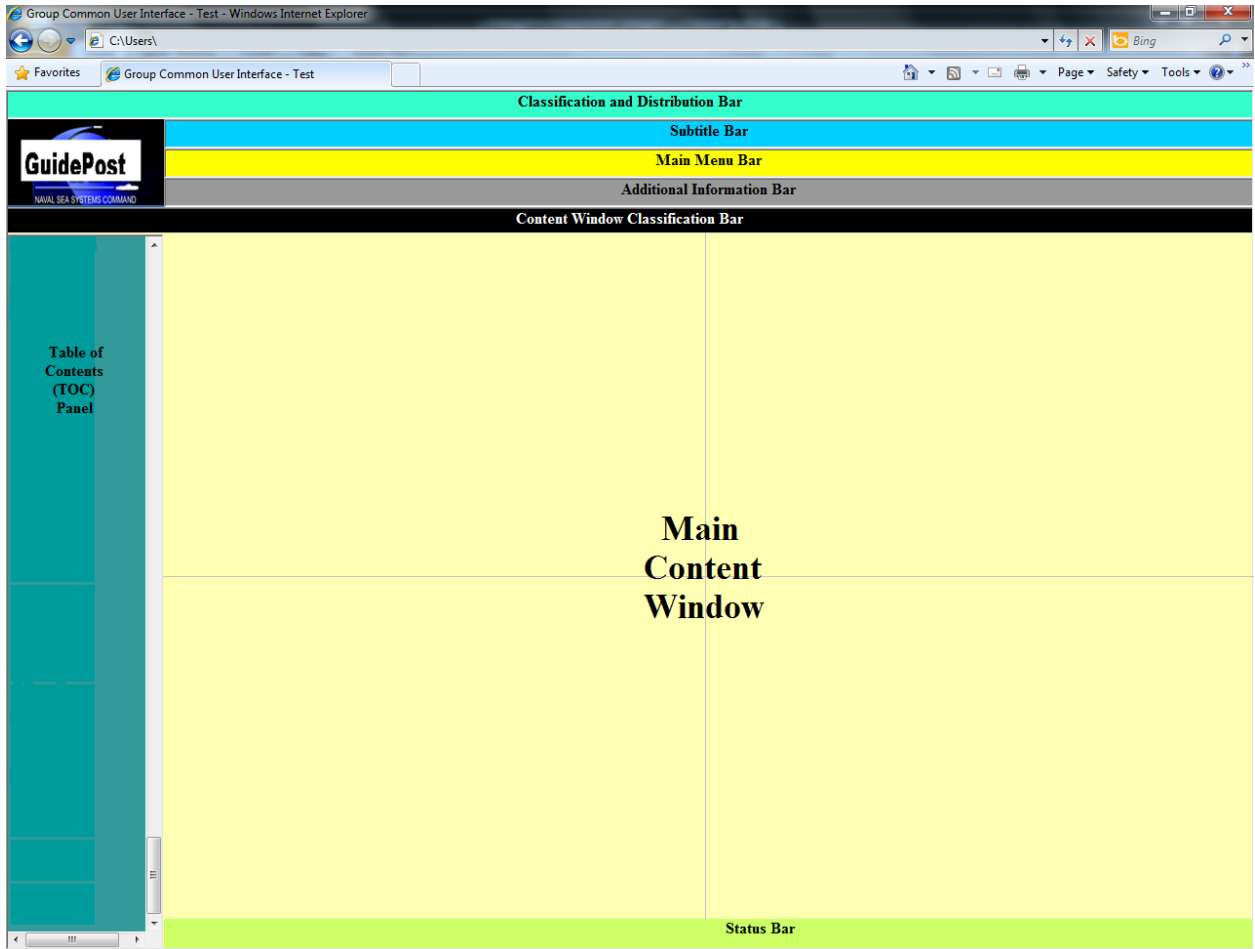 Group Common User Interface - Test - Windows Internet Explorer
C:\Users\
Bing
Favorites
Group Common User Interface - Test
Page
Safety
Tools
Classification and Distribution Bar
GuidePost
NAVAL SEA SYSTEMS COMMAND
Subtitle Bar
Main Menu Bar
Additional Information Bar
Content Window Classification Bar
Table of
Contents
(TOC)
Panel
Main
Content
Window
Status Bar